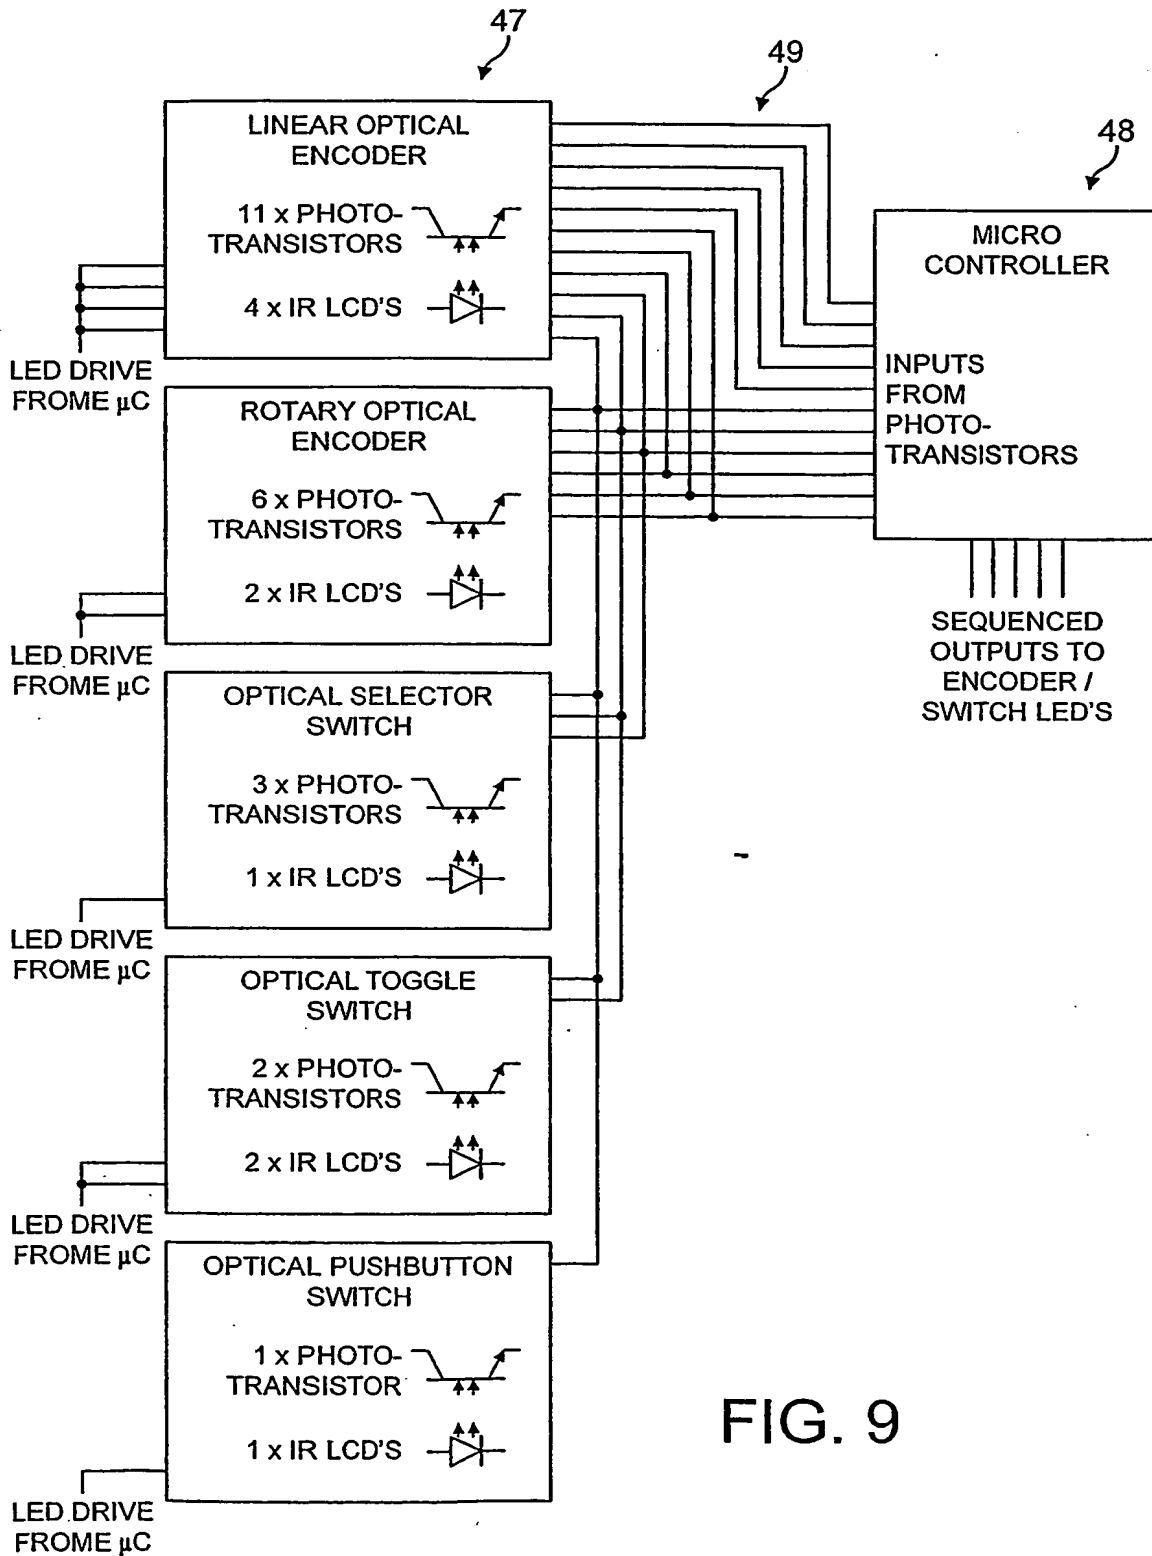 47
49
48
LINEAR OPTICAL
ENCODER
11 x PHOTO-
TRANSISTORS
4 x IR LCD'S
LED DRIVE
FROME μC
MICRO
CONTROLLER
INPUTS
FROM
PHOTO-
TRANSISTORS
SEQUENCED
OUTPUTS TO
ENCODER /
SWITCH LED'S
ROTARY OPTICAL
ENCODER
6 x PHOTO-
TRANSISTORS
2 x IR LCD'S
LED DRIVE
FROME μC
OPTICAL SELECTOR
SWITCH
3 x PHOTO-
TRANSISTORS
1 x IR LCD'S
LED DRIVE
FROME μC
OPTICAL TOGGLE
SWITCH
2 x PHOTO-
TRANSISTORS
2 x IR LCD'S
LED DRIVE
FROME μC
OPTICAL PUSHBUTTON
SWITCH
1 x PHOTO-
TRANSISTOR
1 x IR LCD'S
LED DRIVE
FROME μC
FIG. 9